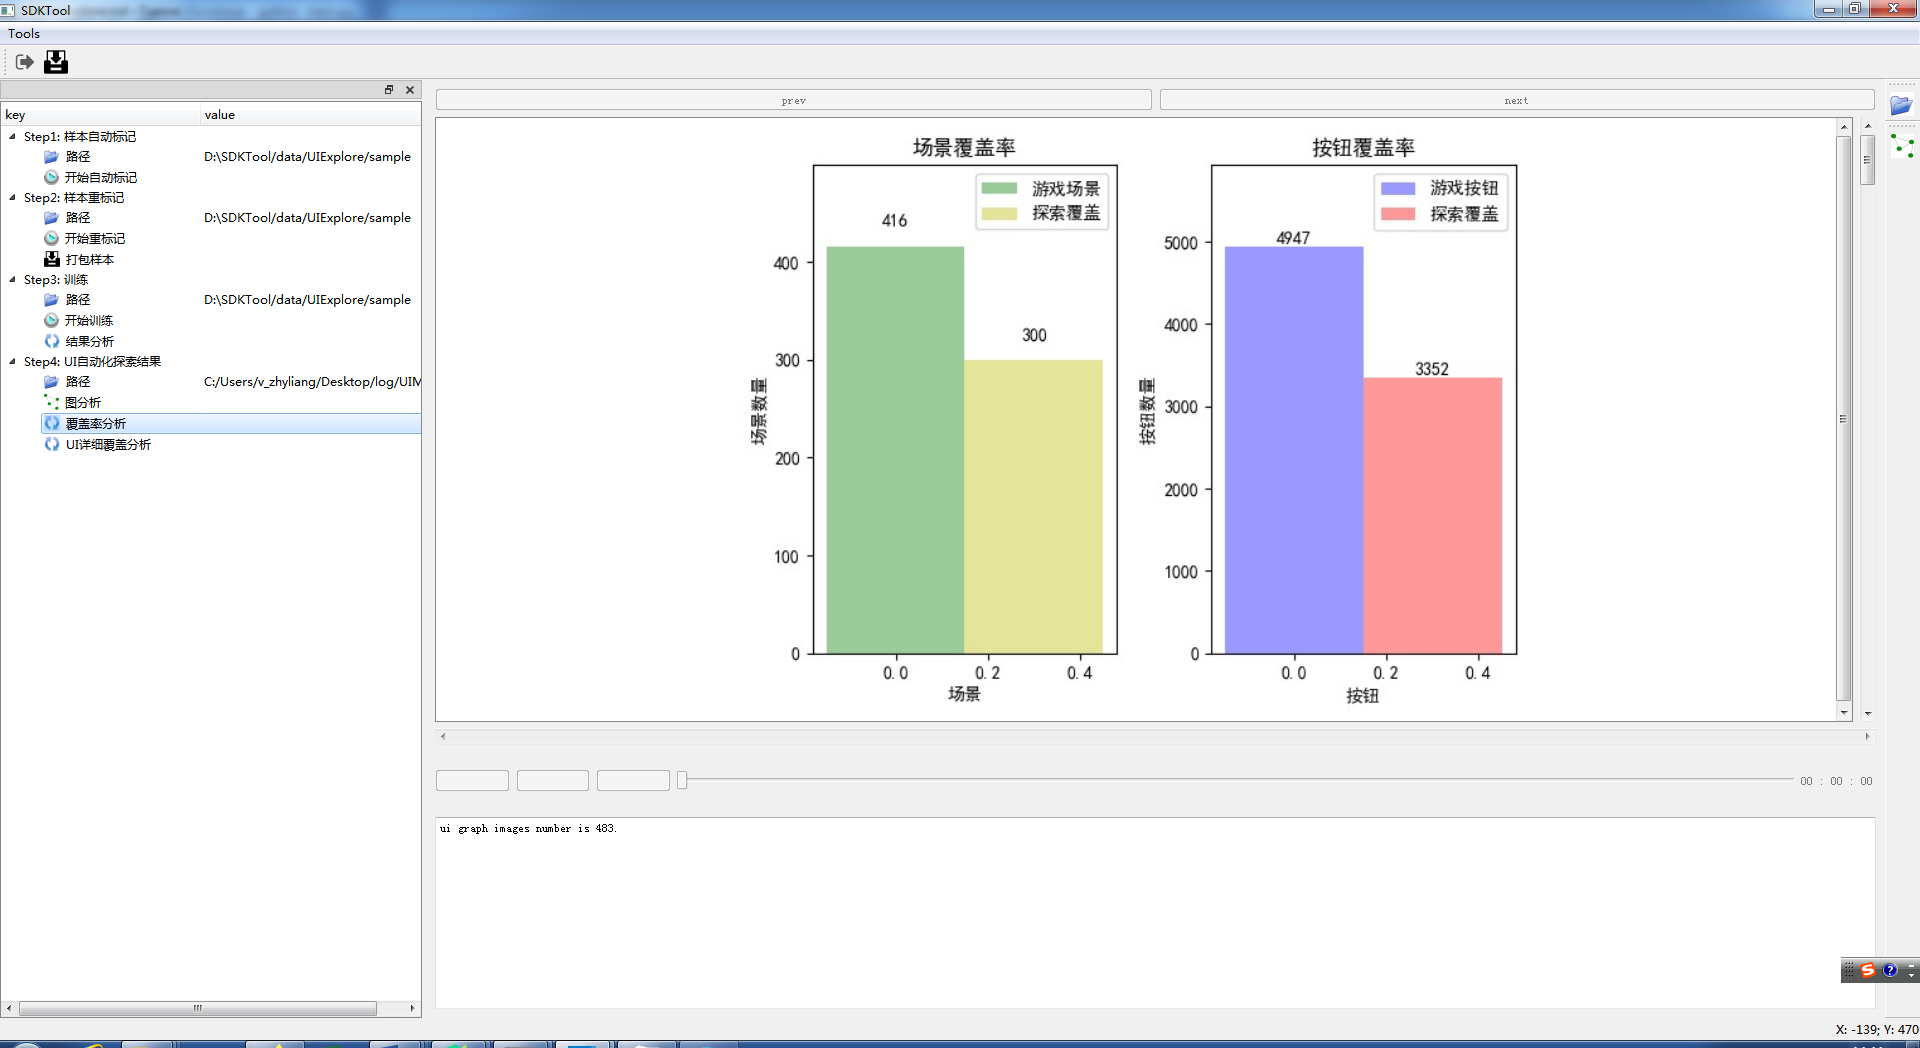 SDKTool
Tools
key value
Step1: 样本自动标记
路径 D:\SDKTool/data/UIExplore/sample
开始自动标记
Step2: 样本重标记
路径 D:\SDKTool/data/UIExplore/sample
开始重标记
打包样本
Step3: 训练
路径 D:\SDKTool/data/UIExplore/sample
开始训练
结果分析
Step4: UI自动化探索结果
路径 C:/Users/v_zhyliang/Desktop/log/UIM
图分析
覆盖率分析
UI详细覆盖分析
prev next
场景覆盖率
游戏场景
探索覆盖
416
300
400
300
200
100
0
场景数量
0.0 0.2 0.4
场景
按钮覆盖率
游戏按钮
探索覆盖
4947
3352
5000
4000
3000
2000
1000
0
按钮数量
0.0 0.2 0.4
按钮
00 : 00 : 00
ui graph images number is 483.
X: -139; Y: 470